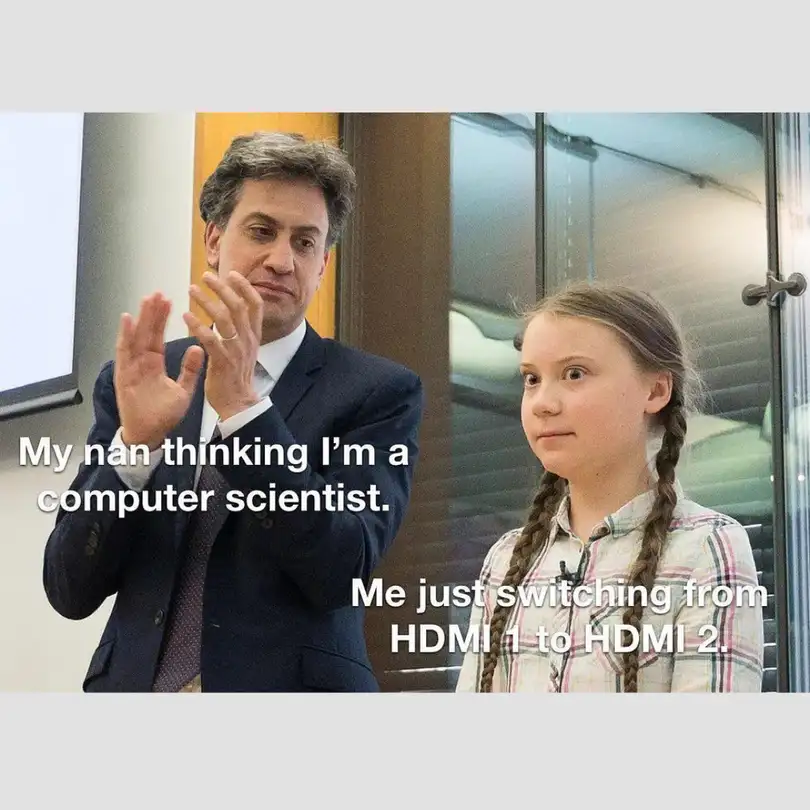 My nan thinking I'm a
computer scientist.
Me just switching from
HDMI 1 to HDMI 2.